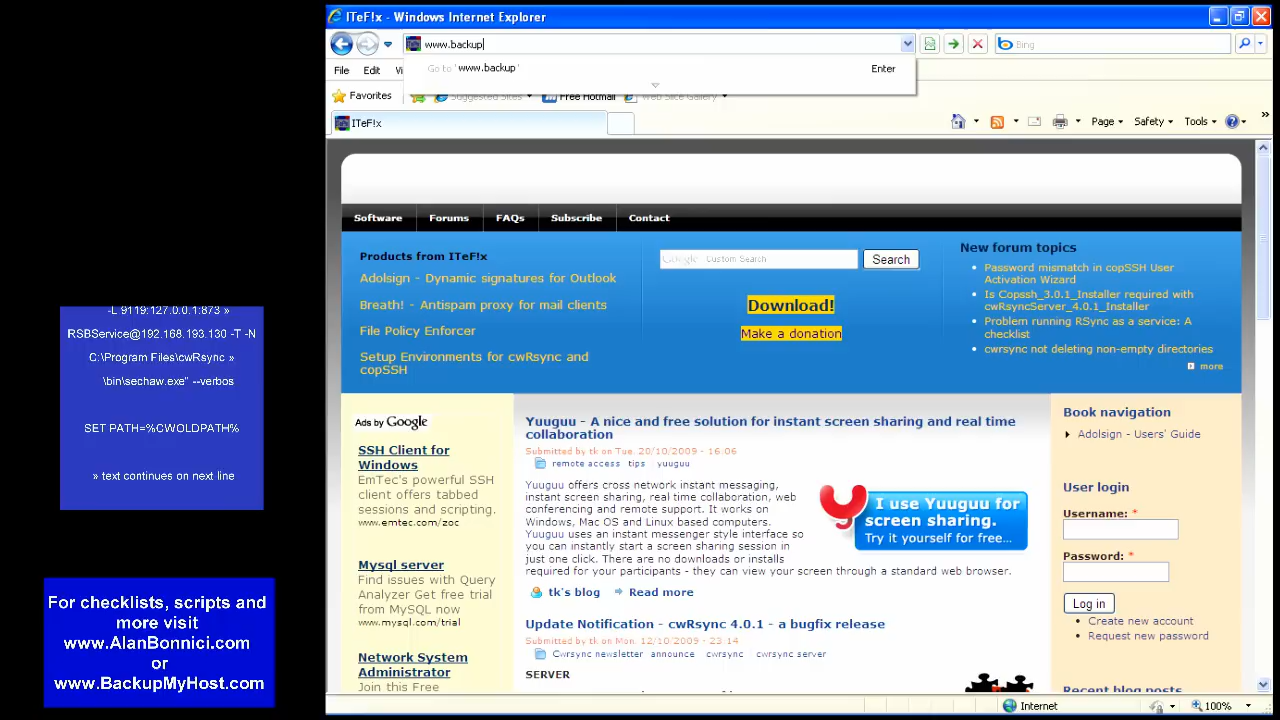 ITeF!x - Windows Internet Explorer
www.backup
Bing
Go to 'www.backup'
Enter
File Edit Vi
Favorites Suggested Sites Free Hotmail Web Slice Gallery
ITeF!x
Page Safety Tools
Software Forums FAQs Subscribe Contact
Products from ITeF!x
Adolsign - Dynamic signatures for Outlook
Breath! - Antispam proxy for mail clients
File Policy Enforcer
Setup Environments for cwRsync and
copSSH
Google Custom Search
Search
Download!
Make a donation
New forum topics
Password mismatch in copSSH User
Activation Wizard
Is Copssh_3.0.1_Installer required with
cwRsyncServer_4.0.1_Installer
Problem running RSync as a service: A
checklist
cwrsync not deleting non-empty directories
more
Ads by Google
SSH Client for
Windows
EmTec's powerful SSH
client offers tabbed
sessions and scripting.
www.emtec.com/zoc
Mysql server
Find issues with Query
Analyzer Get free trial
from MySQL now
www.mysql.com/trial
Network System
Administrator
Join this Free
Yuuguu - A nice and free solution for instant screen sharing and real time
collaboration
Submitted by tk on Tue, 20/10/2009 - 16:06
remote access tips yuuguu
Yuuguu offers cross network instant messaging,
instant screen sharing, real time collaboration, web
conferencing and remote support. It works on
Windows, Mac OS and Linux based computers.
Yuuguu uses an instant messenger style interface so
you can instantly start a screen sharing session in
just one click. There are no downloads or installs
required for your participants - they can view your screen through a standard web browser.
I use Yuuguu for
screen sharing.
Try it yourself for free...
tk's blog Read more
Update Notification - cwRsync 4.0.1 - a bugfix release
Submitted by tk on Mon, 12/10/2009 - 23:14
Cwrsync newsletter announce cwrsync cwrsync server
SERVER
Book navigation
Adolsign - Users' Guide
User login
Username: *
Password: *
Log in
Create new account
Request new password
Recent blog posts
Internet
100%
-L 9119:127.0.0.1:873 »
RSBService@192.168.193.130 -T -N
C:\Program Files\cwRsync »
\bin\sechaw.exe" --verbos
SET PATH=%CWOLDPATH%
» text continues on next line
For checklists, scripts and
more visit
www.AlanBonnici.com
or
www.BackupMyHost.com